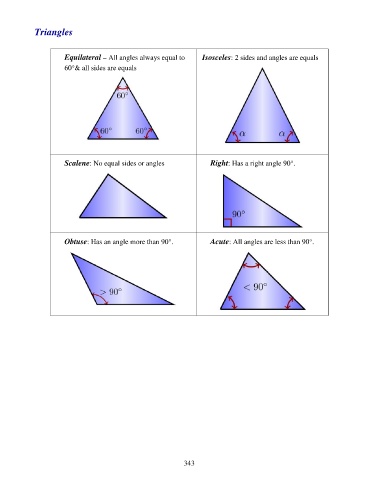 Triangles
Equilateral – All angles always equal to
60°& all sides are equals
60°
60° 60°
Isosceles: 2 sides and angles are equals
α α
Scalene: No equal sides or angles
Right: Has a right angle 90°.
90°
Obtuse: Has an angle more than 90°.
> 90°
Acute: All angles are less than 90°.
< 90°
343